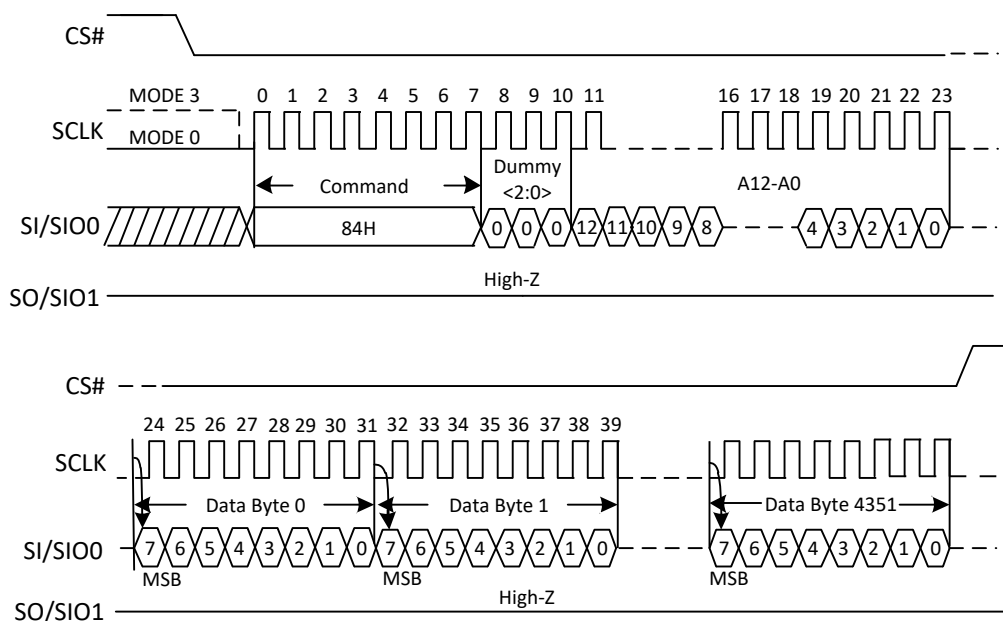 CS#
MODE 3
0 1 2 3 4 5 6 7 8 9 10 11 16 17 18 19 20 21 22 23
SCLK
MODE 0
Dummy
Command
<2:0>
A12-A0
SI/SIO0
84H
0 0 0 12 11 10 9 8 4 3 2 1 0
High-Z
SO/SIO1
CS#
24 25 26 27 28 29 30 31 32 33 34 35 36 37 38 39
SCLK
Data Byte 0 Data Byte 1 Data Byte 4351
SI/SIO0
7 6 5 4 3 2 1 0 7 6 5 4 3 2 1 0 7 6 5 4 3 2 1 0
MSB MSB MSB
High-Z
SO/SIO1